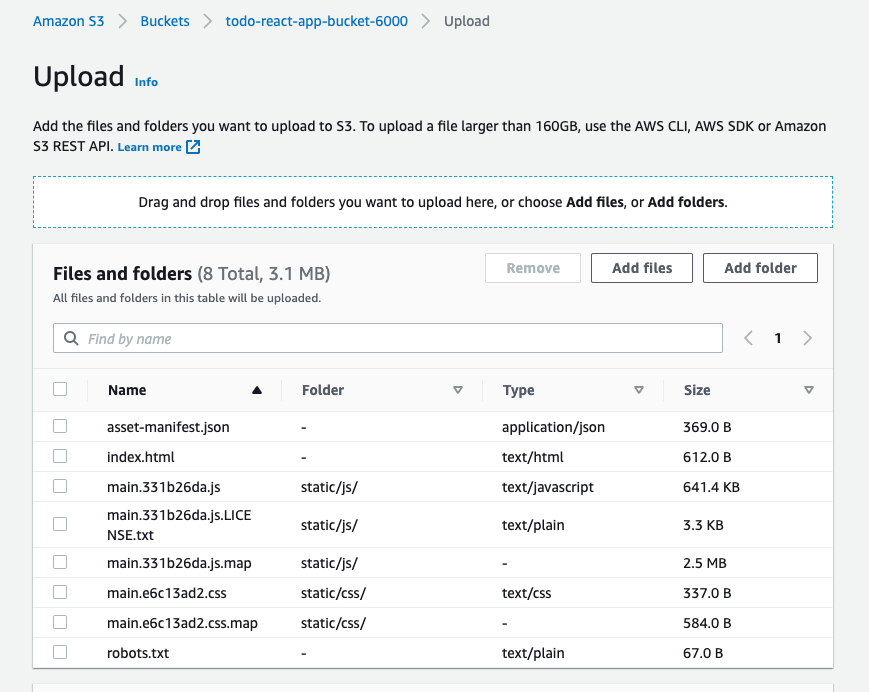 Amazon S3 > Buckets > todo-react-app-bucket-6000 > Upload
Upload Info
Add the files and folders you want to upload to S3. To upload a file larger than 160GB, use the AWS CLI, AWS SDK or Amazon
S3 REST API. Learn more
Drag and drop files and folders you want to upload here, or choose Add files, or Add folders.
Files and folders (8 Total, 3.1 MB) Remove Add files Add folder
All files and folders in this table will be uploaded.
Find by name 1
Name Folder Type Size
asset-manifest.json - application/json 369.0 B
index.html - text/html 612.0 B
main.331b26da.js static/js/ text/javascript 641.4 KB
main.331b26da.js.LICE
NSE.txt static/js/ text/plain 3.3 KB
main.331b26da.js.map static/js/ - 2.5 MB
main.e6c13ad2.css static/css/ text/css 337.0 B
main.e6c13ad2.css.map static/css/ - 584.0 B
robots.txt - text/plain 67.0 B